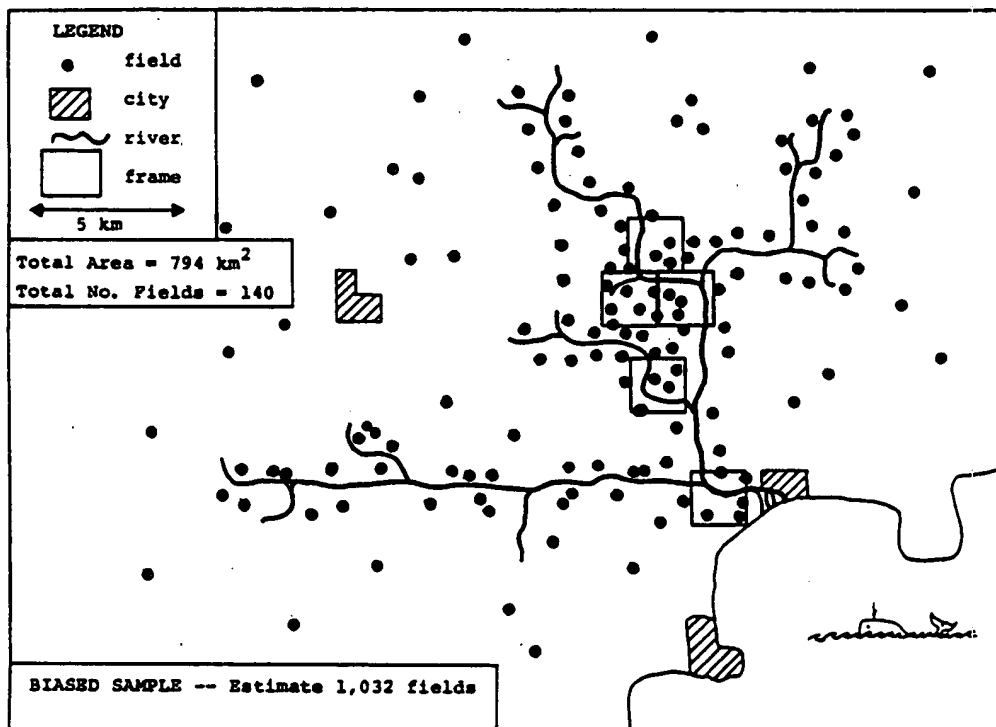 LEGEND
field
city
river
frame
5 km
Total Area = 794 km2
Total No. Fields = 140
BIASED SAMPLE -- Estimate 1,032 fields